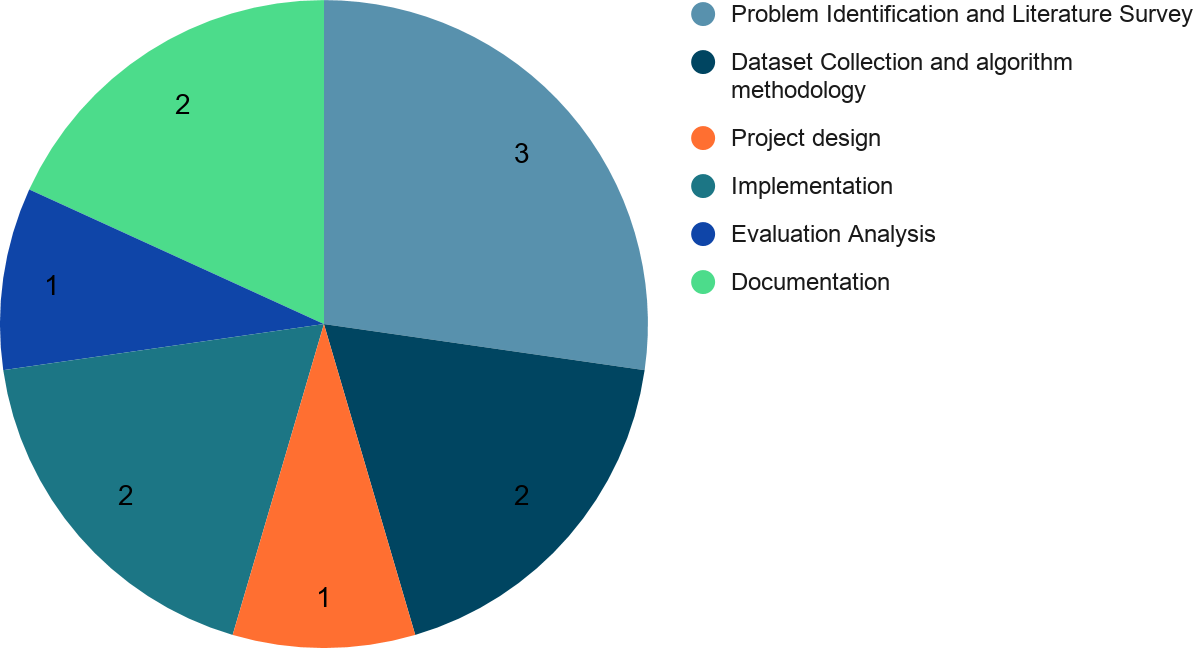 Problem Identification and Literature Survey
Dataset Collection and algorithm
methodology
Project design
Implementation
Evaluation Analysis
Documentation
2
3
1
2
2
1